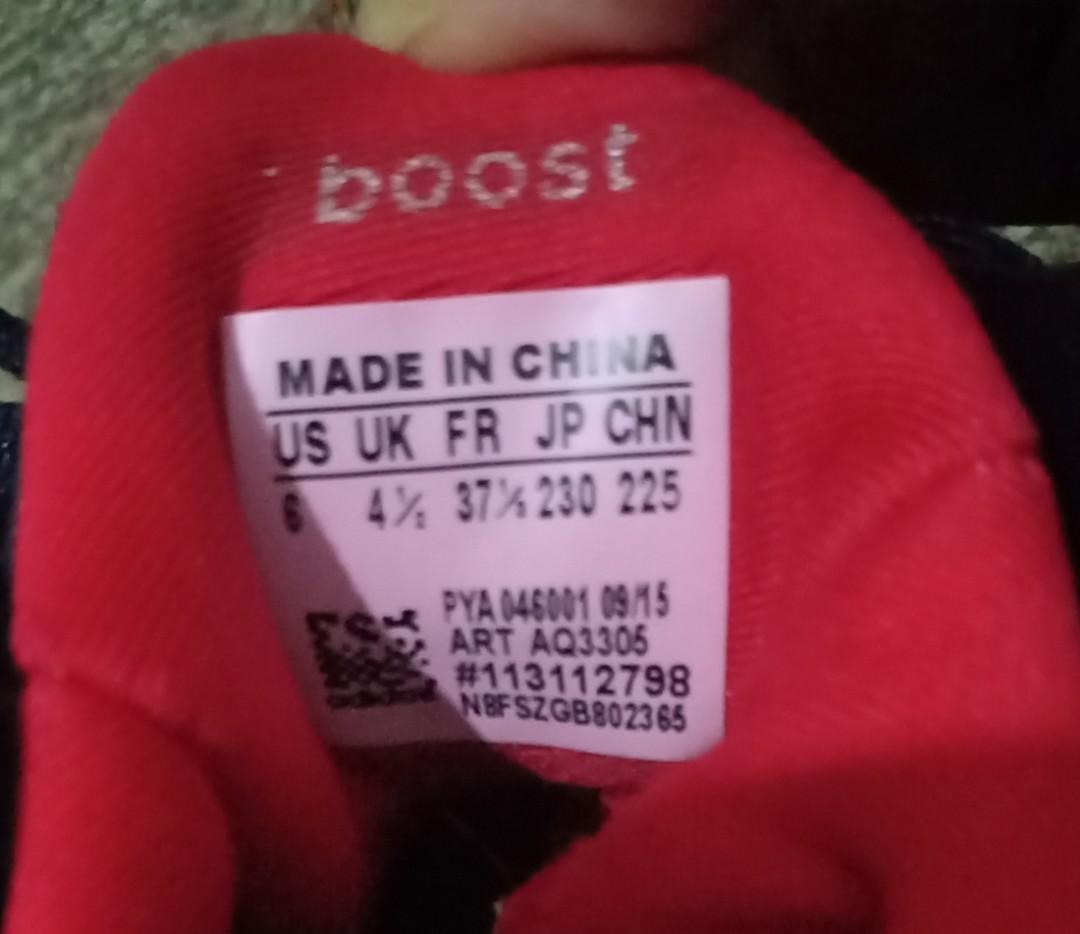 boost
MADE IN CHINA
US UK FR JP CHN
6 4½ 37⅓ 230 225
PYA 046001 09/15
ART AQ3305
#113112798
N8FSZGB802365